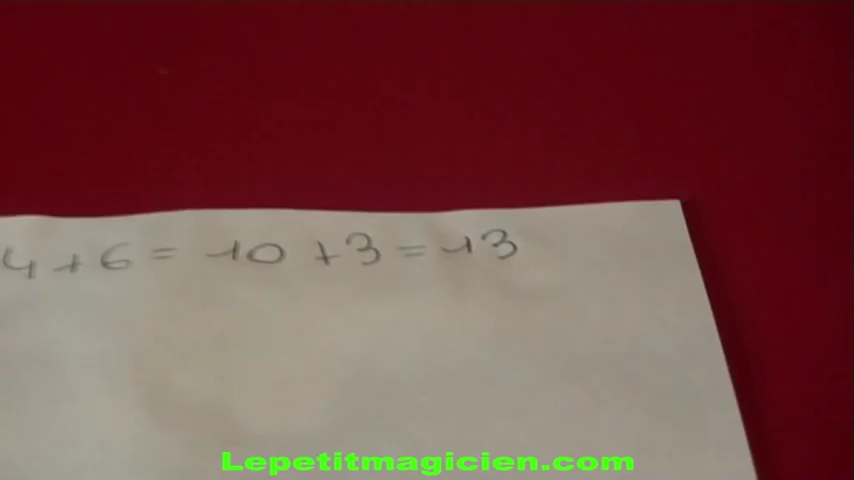 4 + 6 = 10 + 3 = 13
Lepetitmagicien.com